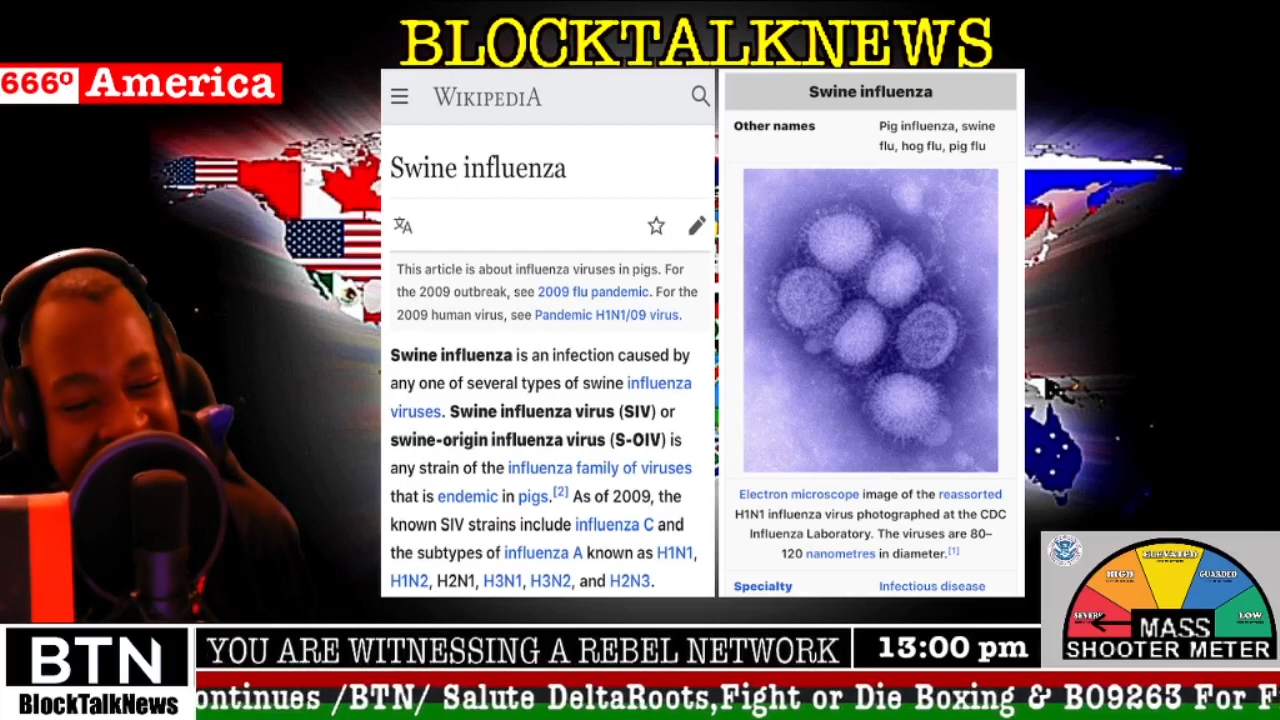 BLOCKTALKNEWS
666º America
WIKIPEDIA
Swine influenza
This article is about influenza viruses in pigs. For
the 2009 outbreak, see 2009 flu pandemic. For the
2009 human virus, see Pandemic H1N1/09 virus.
Swine influenza is an infection caused by
any one of several types of swine influenza
viruses. Swine influenza virus (SIV) or
swine-origin influenza virus (S-OIV) is
any strain of the influenza family of viruses
that is endemic in pigs.[2] As of 2009, the
known SIV strains include influenza C and
the subtypes of influenza A known as H1N1,
H1N2, H2N1, H3N1, H3N2, and H2N3.
Swine influenza
Other names
Pig influenza, swine
flu, hog flu, pig flu
Electron microscope image of the reassorted
H1N1 influenza virus photographed at the CDC
Influenza Laboratory. The viruses are 80–
120 nanometres in diameter.[1]
Specialty
Infectious disease
SEVERE
HIGH
ELEVATED
GUARDED
LOW
MASS
SHOOTER METER
BTN
BlockTalkNews
YOU ARE WITNESSING A REBEL NETWORK
13:00 pm
ontinues /BTN/ Salute DeltaRoots,Fight or Die Boxing & BO9263 For F